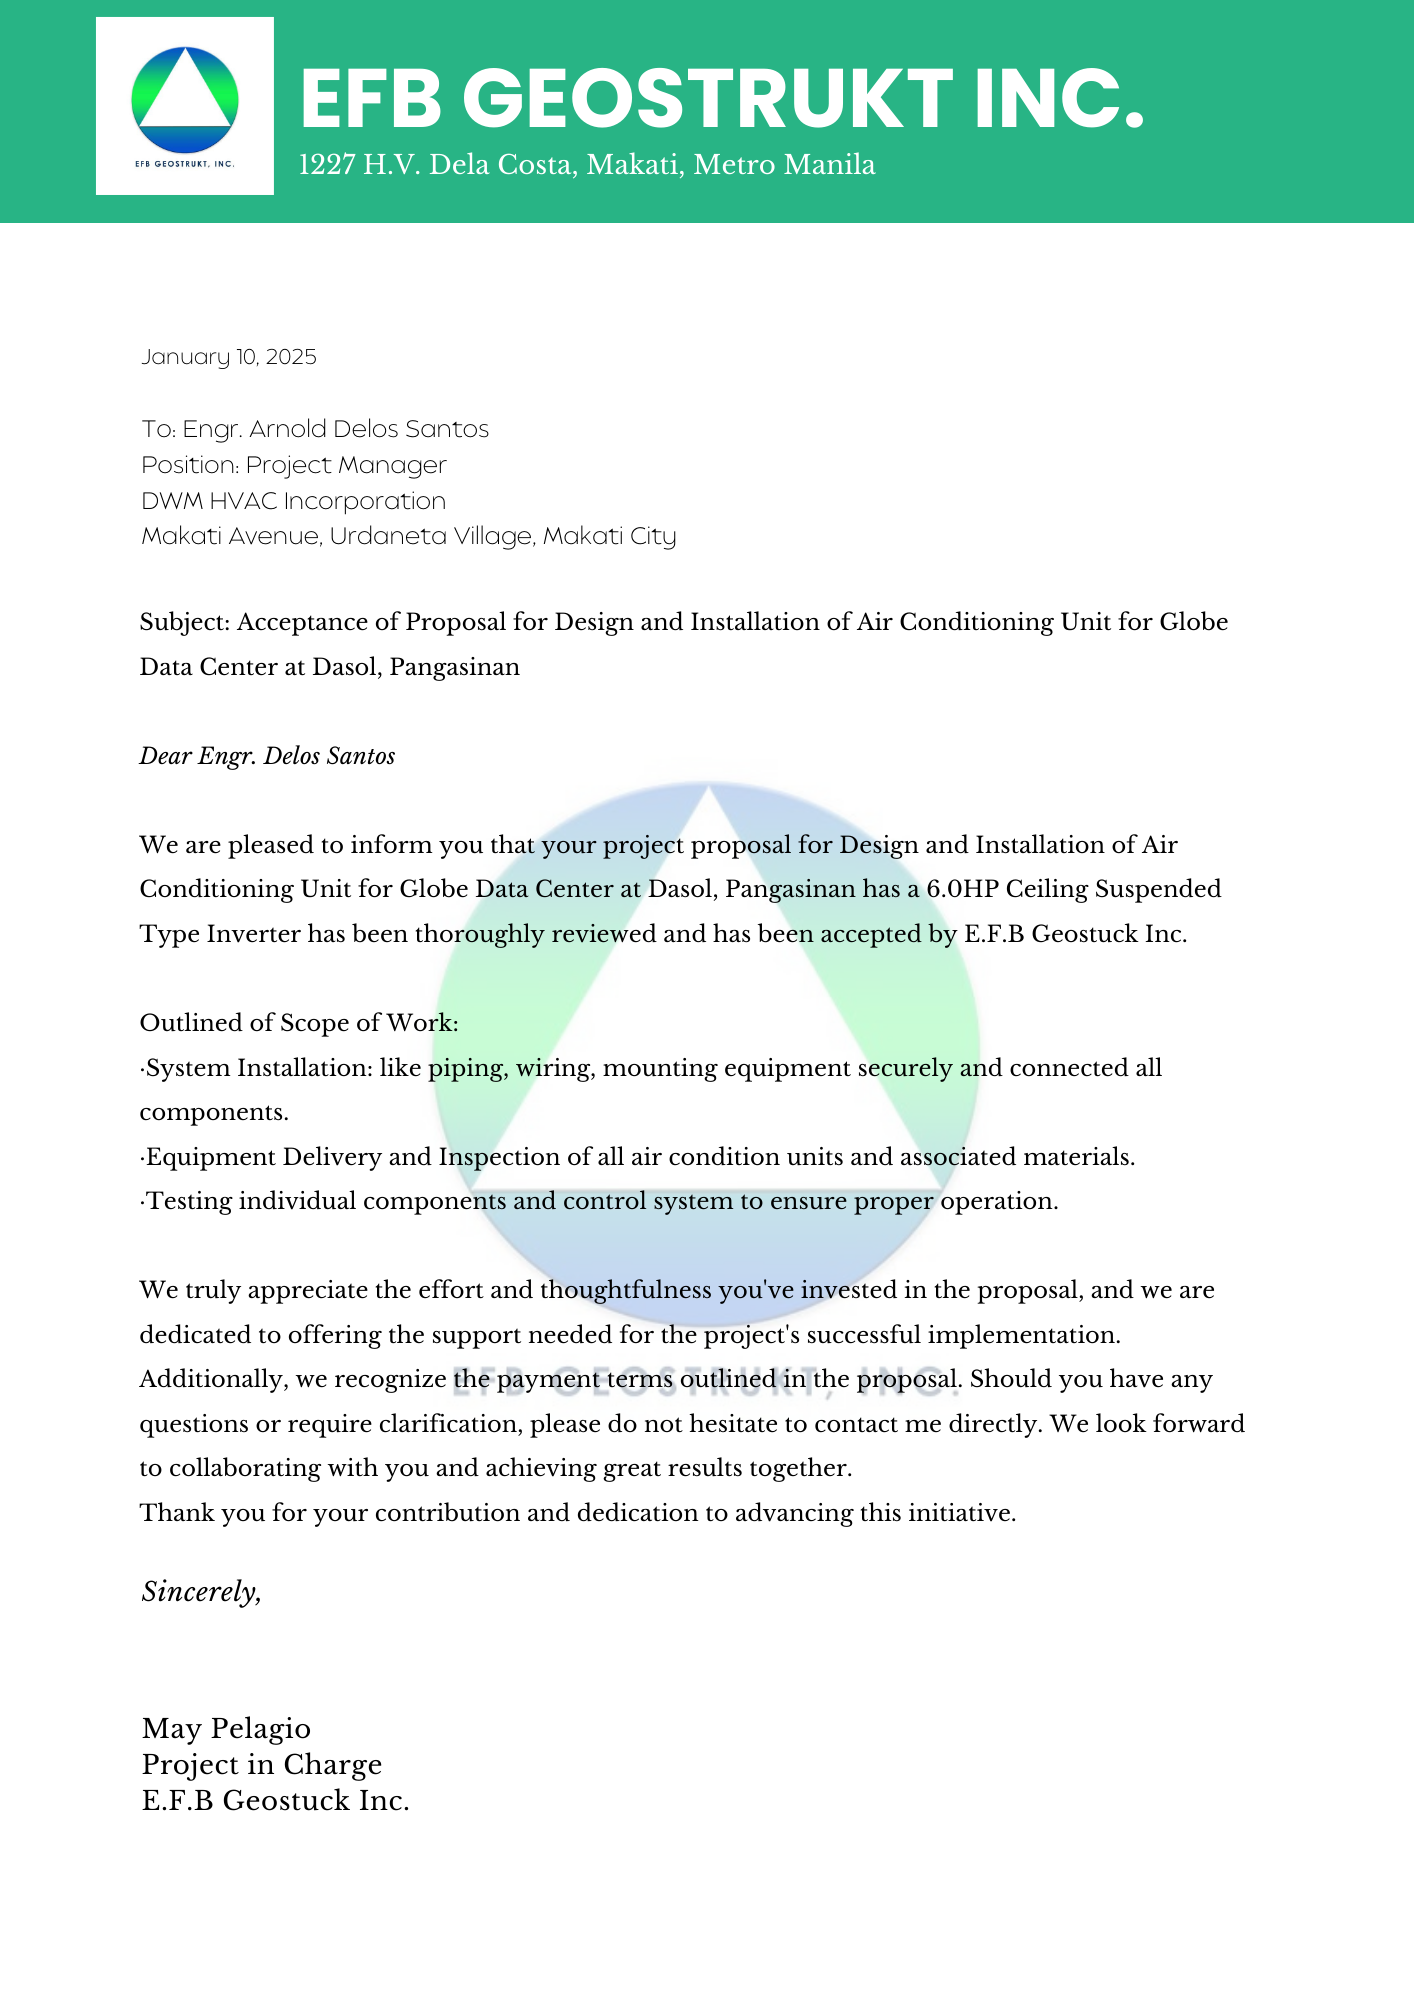 EFB GEOSTRUKT, INC.
EFB GEOSTRUKT INC.
1227 H.V. Dela Costa, Makati, Metro Manila
January 10, 2025
To: Engr. Arnold Delos Santos
Position: Project Manager
DWM HVAC Incorporation
Makati Avenue, Urdaneta Village, Makati City
Subject: Acceptance of Proposal for Design and Installation of Air Conditioning Unit for Globe
Data Center at Dasol, Pangasinan
Dear Engr. Delos Santos
We are pleased to inform you that your project proposal for Design and Installation of Air
Conditioning Unit for Globe Data Center at Dasol, Pangasinan has a 6.0HP Ceiling Suspended
Type Inverter has been thoroughly reviewed and has been accepted by E.F.B Geostuck Inc.
Outlined of Scope of Work:
·System Installation: like piping, wiring, mounting equipment securely and connected all
components.
·Equipment Delivery and Inspection of all air condition units and associated materials.
·Testing individual components and control system to ensure proper operation.
We truly appreciate the effort and thoughtfulness you've invested in the proposal, and we are
dedicated to offering the support needed for the project's successful implementation.
Additionally, we recognize the payment terms outlined in the proposal. Should you have any
EFB GEOSTRUKT, INC.
questions or require clarification, please do not hesitate to contact me directly. We look forward
to collaborating with you and achieving great results together.
Thank you for your contribution and dedication to advancing this initiative.
Sincerely,
May Pelagio
Project in Charge
E.F.B Geostuck Inc.